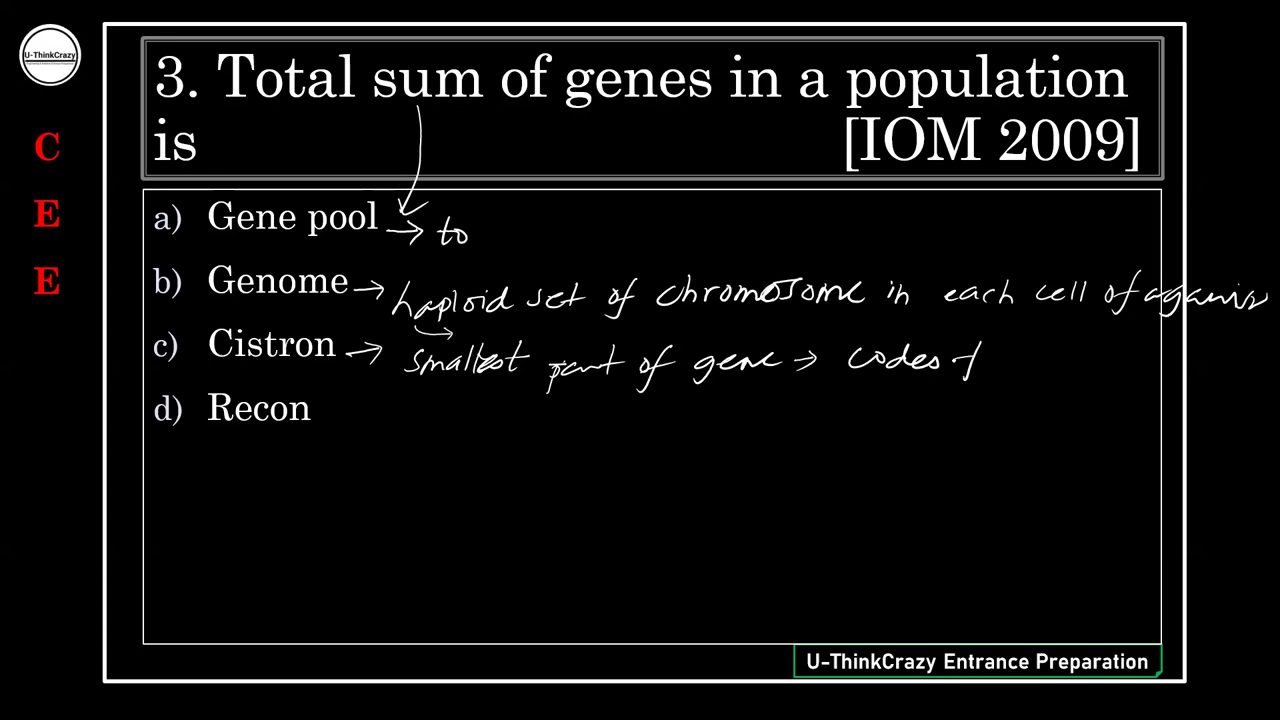 U-ThinkCrazy
C
E
E
3. Total sum of genes in a population
is [IOM 2009]
a) Gene pool → to
b) Genome → haploid set of chromosome in each cell of
c) Cistron → smallest part of gene → codes f
d) Recon
U-ThinkCrazy Entrance Preparation